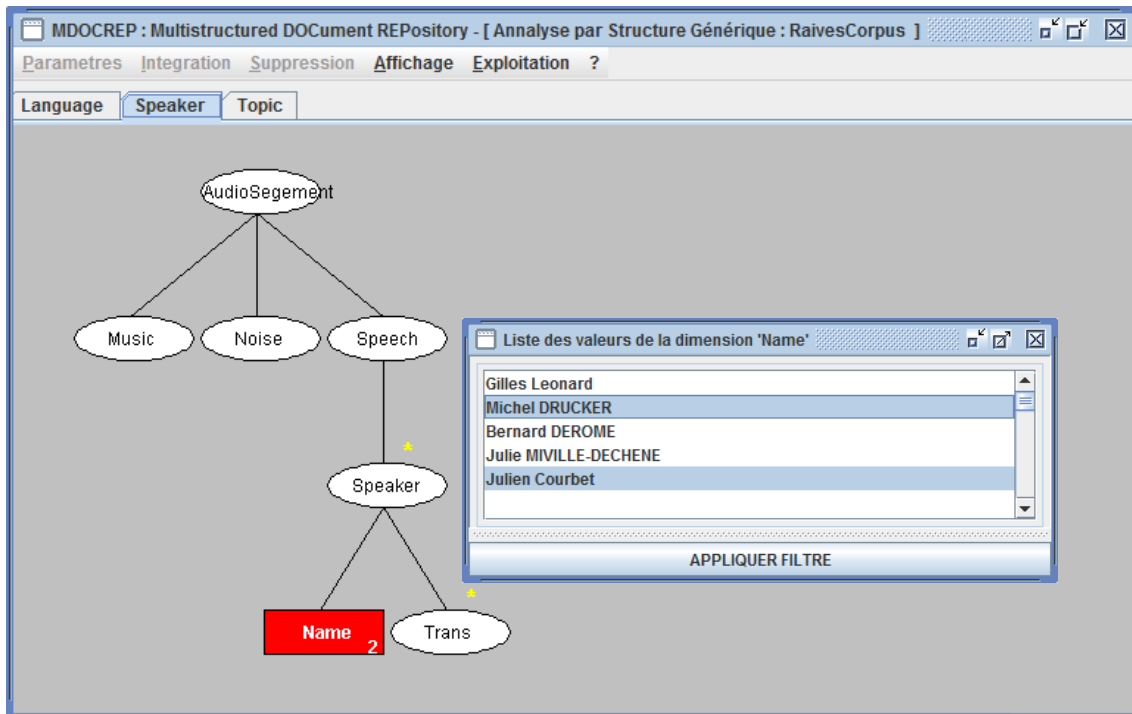 MDOCREP : Multistructured DOCument REPository - [ Annalyse par Structure Générique : RaivesCorpus ]
Parametres Integration Suppression Affichage Exploitation ?
Language Speaker Topic
AudioSegement
Music Noise Speech
Liste des valeurs de la dimension 'Name'
Gilles Leonard
Michel DRUCKER
Bernard DEROME
Julie MIVILLE-DECHENE
Julien Courbet
*
Speaker
APPLIQUER FILTRE
*
Name 2 Trans